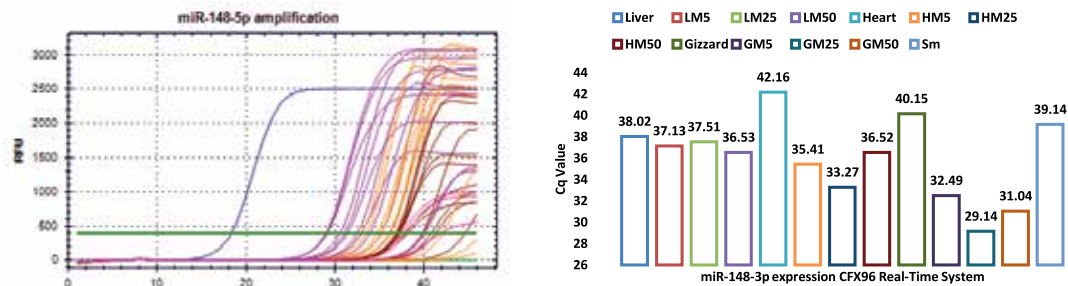 miR-148-5p amplification
3000
2500
2000
1500
1000
500
0
RFU
0 10 20 30 40
Liver LM5 LM25 LM50 Heart HM5 HM25
HM50 Gizzard GM5 GM25 GM50 Sm
44
42
40
38
36
34
32
30
28
26
Cq Value
38.02 37.13 37.51 36.53 42.16 35.41 33.27 36.52 40.15 32.49 29.14 31.04 39.14
miR-148-3p expression CFX96 Real-Time System